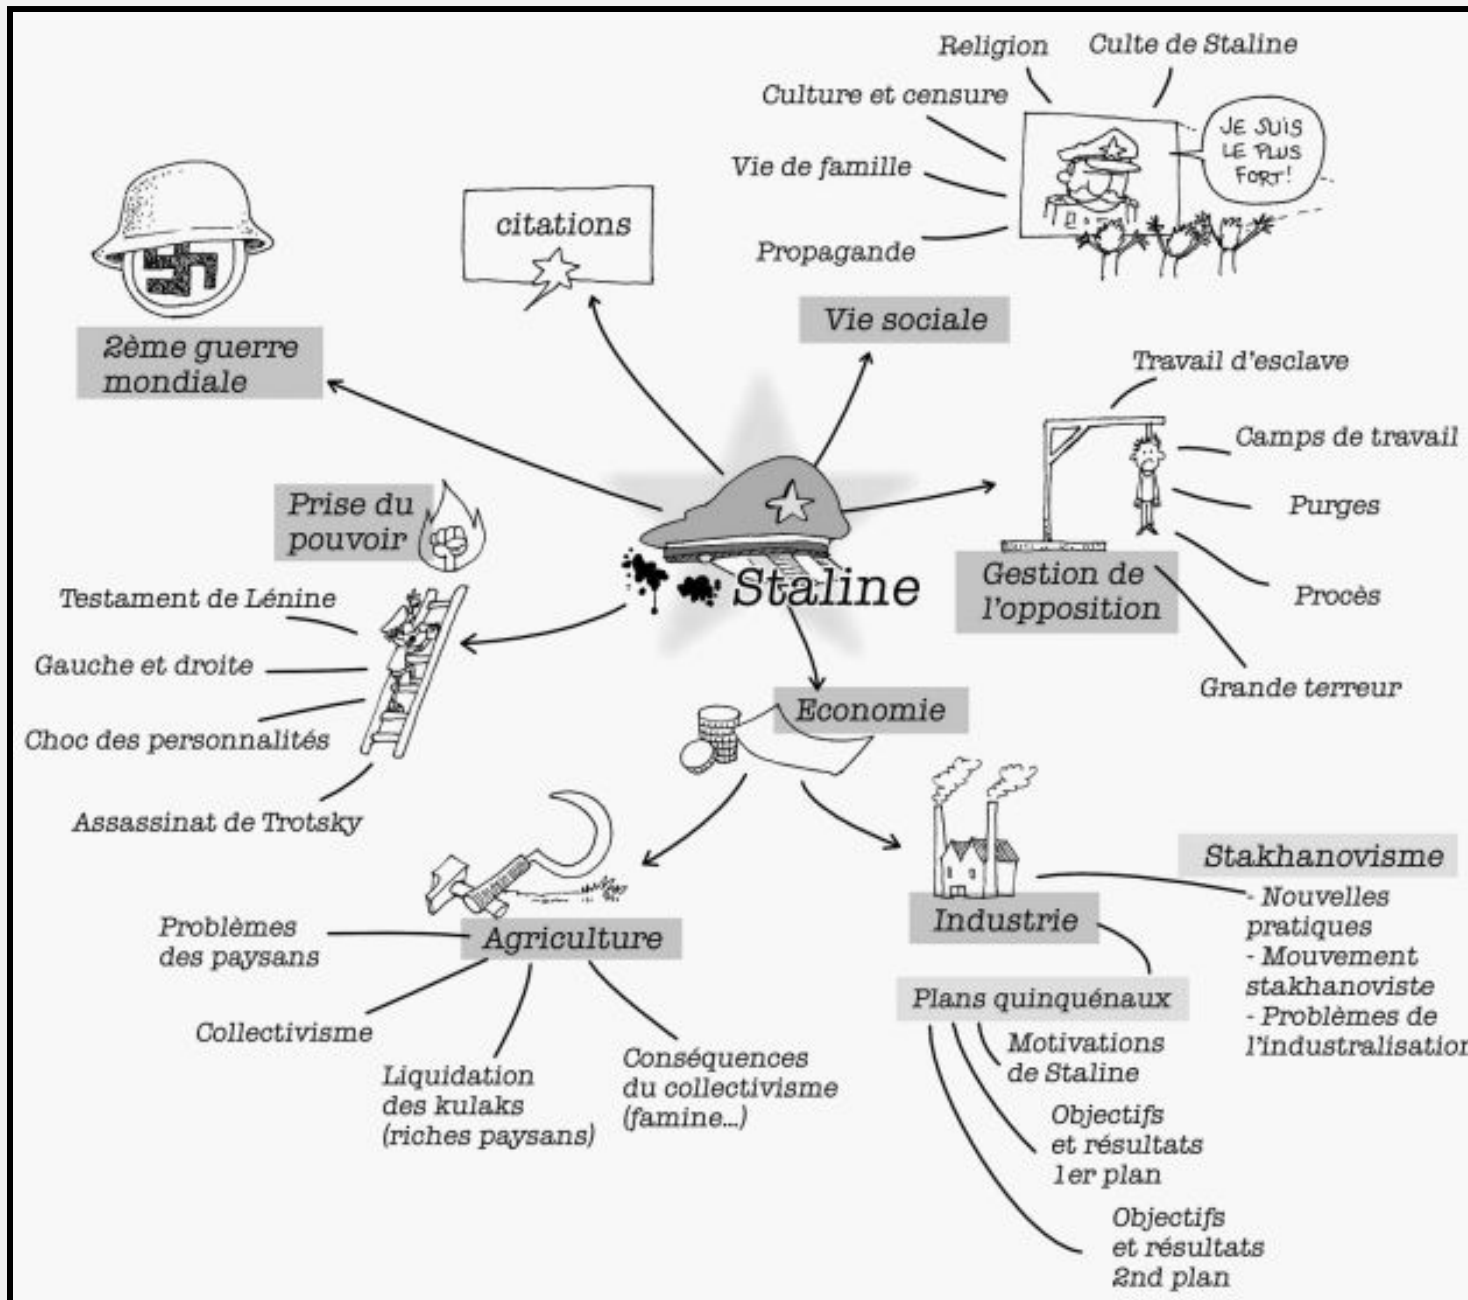 Religion
Culte de Staline
Culture et censure
JE SUIS
LE PLUS
FORT!
Vie de famille
Propagande
citations
Vie sociale
2ème guerre
mondiale
Travail d'esclave
Camps de travail
Purges
Procès
Gestion de
l'opposition
Grande terreur
Prise du
pouvoir
Staline
Testament de Lénine
Gauche et droite
Choc des personnalités
Assassinat de Trotsky
Economie
Agriculture
Problèmes
des paysans
Collectivisme
Liquidation
des kulaks
(riches paysans)
Conséquences
du collectivisme
(famine...)
Industrie
Stakhanovisme
- Nouvelles
pratiques
- Mouvement
stakhanoviste
- Problèmes de
l'industralisation
Plans quinquénaux
Motivations
de Staline
Objectifs
et résultats
1er plan
Objectifs
et résultats
2nd plan